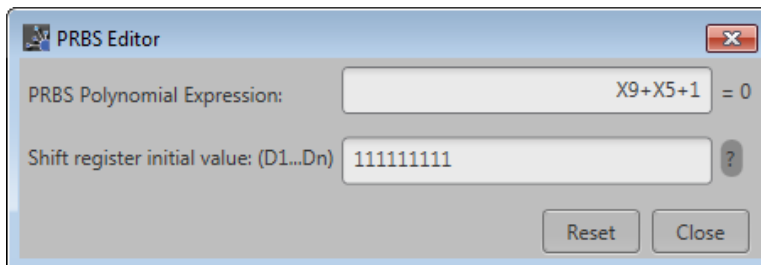 PRBS Editor
PRBS Polynomial Expression: X9+X5+1 = 0
Shift register initial value: (D1...Dn) 111111111 ?
Reset Close